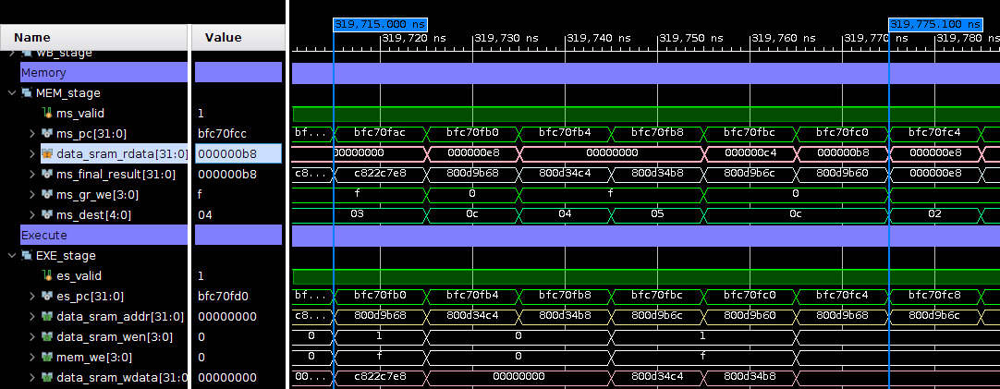 319,715.000 ns 319,775.100 ns
Name Value 319,720 ns 319,730 ns 319,740 ns 319,750 ns 319,760 ns 319,770 ns 319,780 ns
WB_stage
Memory
MEM_stage
ms_valid 1
ms_pc[31:0] bfc70fcc bf... bfc70fac bfc70fb0 bfc70fb4 bfc70fb8 bfc70fbc bfc70fc0 bfc70fc4
data_sram_rdata[31:0] 000000b8 00000000 000000e8 00000000 000000c4 000000b8 000000e8
ms_final_result[31:0] 000000b8 c8... c822c7e8 800d9b68 800d34c4 800d34b8 800d9b6c 800d9b60 000000e8
ms_gr_we[3:0] f f 0 f 0
ms_dest[4:0] 04 03 0c 04 05 0c 02
Execute
EXE_stage
es_valid 1
es_pc[31:0] bfc70fd0 bf... bfc70fb0 bfc70fb4 bfc70fb8 bfc70fbc bfc70fc0 bfc70fc4 bfc70fc8
data_sram_addr[31:0] 00000000 c8... 800d9b68 800d34c4 800d34b8 800d9b6c 800d9b60 800d9b68 800d9b6c
data_sram_wen[3:0] 0 0 1 0 1
mem_we[3:0] 0 0 f 0 f
data_sram_wdata[31:0 00000000 00... c822c7e8 00000000 800d34c4 800d34b8